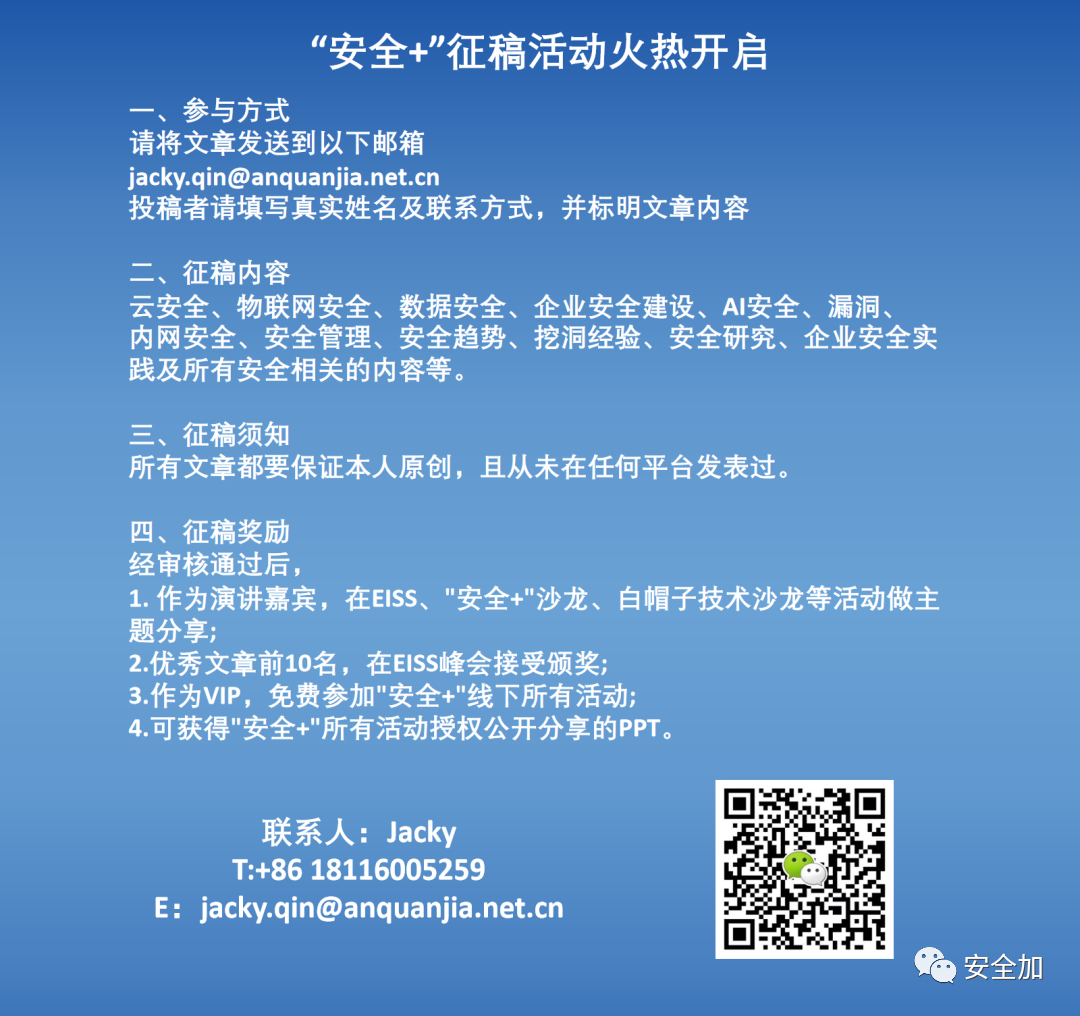 “安全+”征稿活动火热开启
一、参与方式
请将文章发送到以下邮箱
jacky.qin@anquanjia.net.cn
投稿者请填写真实姓名及联系方式，并标明文章内容
二、征稿内容
云安全、物联网安全、数据安全、企业安全建设、AI安全、漏洞、
内网安全、安全管理、安全趋势、挖洞经验、安全研究、企业安全实
践及所有安全相关的内容等。
三、征稿须知
所有文章都要保证本人原创，且从未在任何平台发表过。
四、征稿奖励
经审核通过后，
1. 作为演讲嘉宾，在EISS、"安全+"沙龙、白帽子技术沙龙等活动做主
题分享;
2.优秀文章前10名，在EISS峰会接受颁奖;
3.作为VIP，免费参加"安全+"线下所有活动;
4.可获得"安全+"所有活动授权公开分享的PPT。
联系人：Jacky
T:+86 18116005259
E：jacky.qin@anquanjia.net.cn
安全加